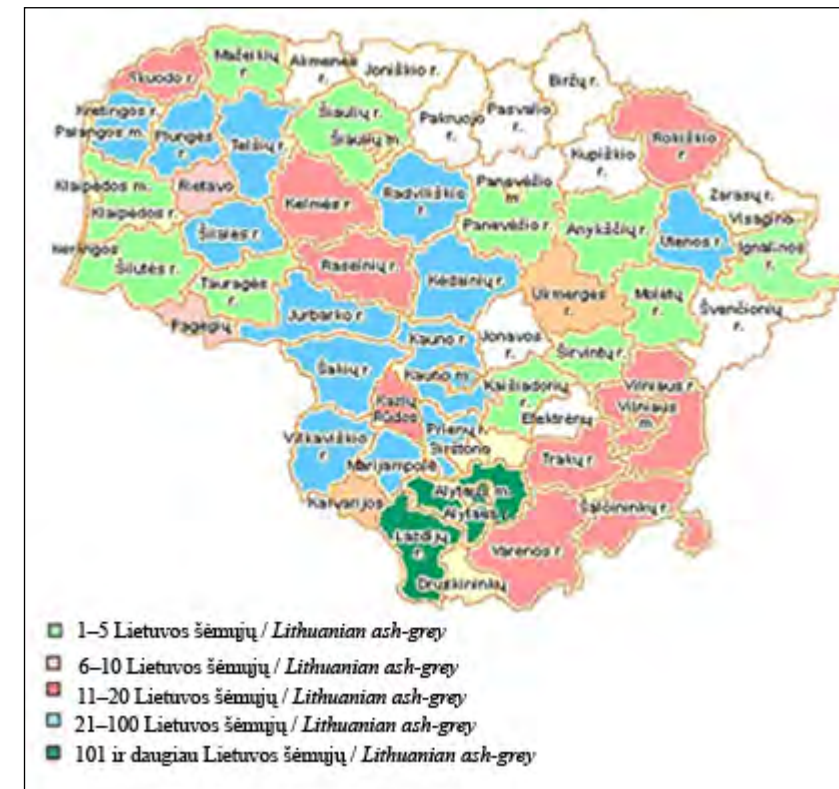 Skuodo r.
Mažeikių
r.
Akmenės
r.
Joniškio r.
Biržų r.
Kretingos r.
Palangos m.
Plungės
r.
Telšių r.
Šiaulių r.
Šiaulių m.
Pakruojo
r.
Pasvalio
r.
Rokiškio
r.
Kupiškio
r.
Klaipėdos m.
Klaipėdos r.
Rietavo
Kelmės r.
Radviliškio
r.
Panevėžio
m.
Panevėžio r.
Anykščių r.
Zarasų r.
Visagino
Utenos r.
Ignalinos
r.
Neringos
Šilutės r.
Šilalės r.
Tauragės
r.
Raseinių r.
Kėdainių r.
Ukmergės
r.
Molėtų
r.
Švenčionių
r.
Pagėgių
Jurbarko r.
Kauno r.
Kauno m.
Jonavos
r.
Širvintų r.
Šakių r.
Kazlų
Rūdos
Kaišiadorių
r.
Elektrėnų
Vilniaus r.
Vilniaus
m.
Vilkaviškio
r.
Prienų r.
Birštono
Marijampolė
Trakų r.
Kalvarijos
Alytaus m.
Alytaus r.
Šalčininkų r.
Lazdijų
r.
Varėnos r.
Druskininkų
1–5 Lietuvos šėmųjų / Lithuanian ash-grey
6–10 Lietuvos šėmųjų / Lithuanian ash-grey
11–20 Lietuvos šėmųjų / Lithuanian ash-grey
21–100 Lietuvos šėmųjų / Lithuanian ash-grey
101 ir daugiau Lietuvos šėmųjų / Lithuanian ash-grey